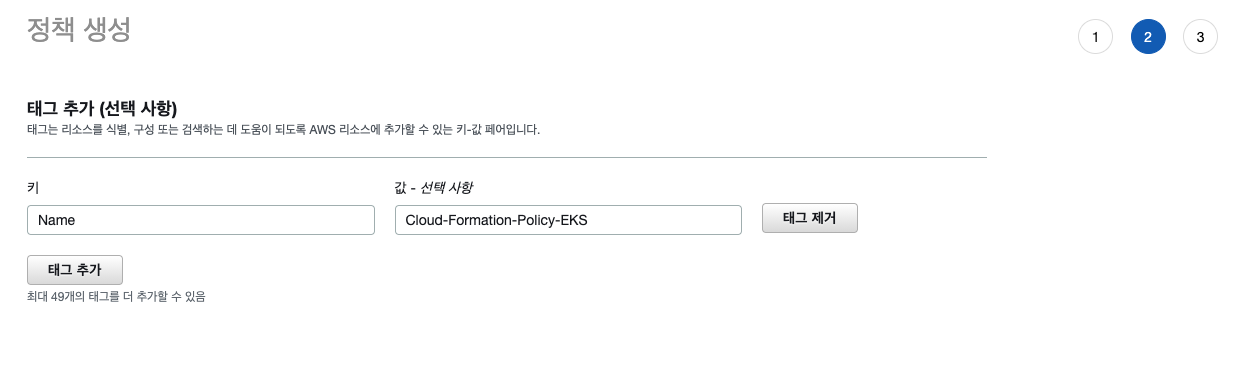 정책 생성
1 2 3
태그 추가 (선택 사항)
태그는 리소스를 식별, 구성 또는 검색하는 데 도움이 되도록 AWS 리소스에 추가할 수 있는 키-값 페어입니다.
키 값 - 선택 사항
Name Cloud-Formation-Policy-EKS 태그 제거
태그 추가
최대 49개의 태그를 더 추가할 수 있음